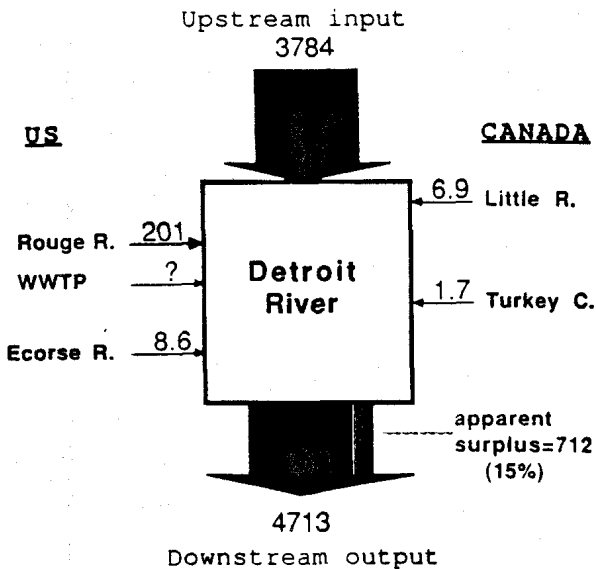 Upstream input
3784
US
CANADA
6.9 Little R.
Rouge R. 201
WWTP ?
Detroit
River
1.7 Turkey C.
Ecorse R. 8.6
apparent
surplus=712
(15%)
4713
Downstream output